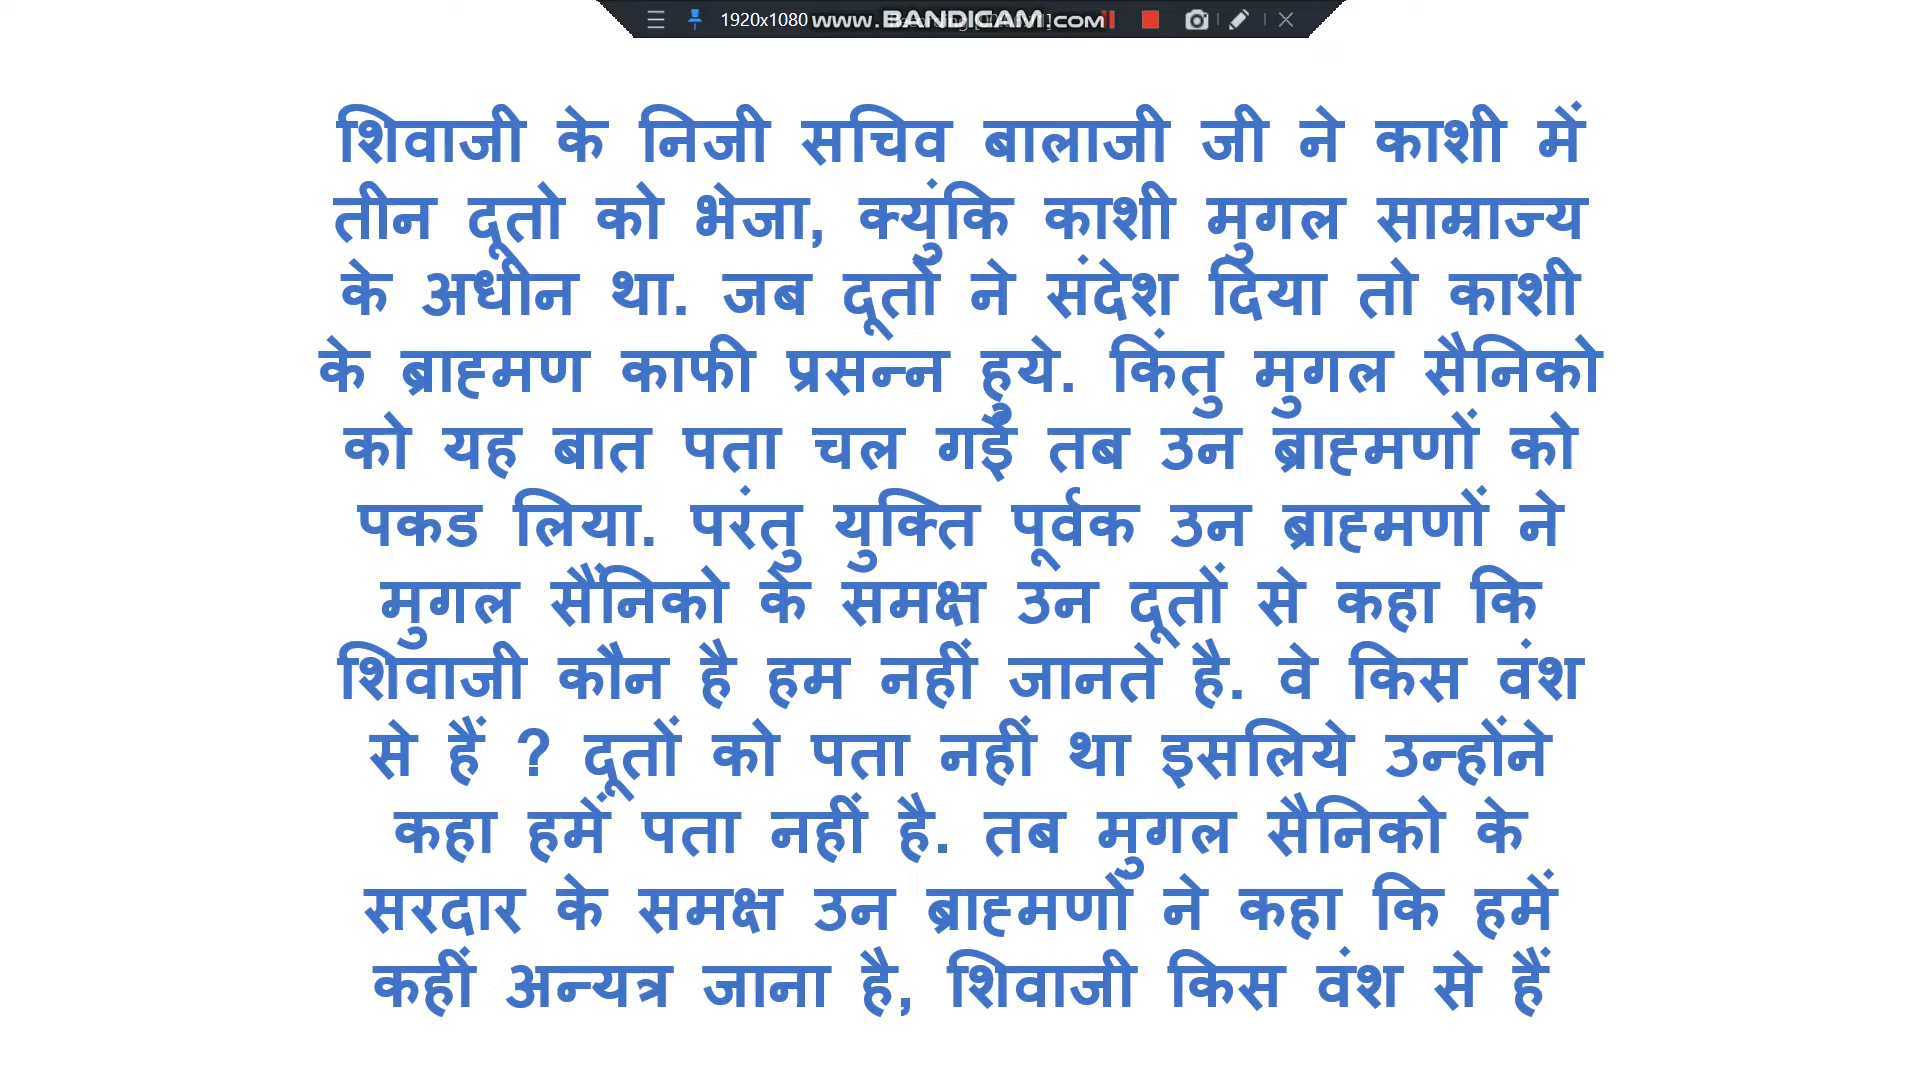 1920x1080 www.BANDICAM.com
शिवाजी के निजी सचिव बालाजी जी ने काशी में
तीन दूतो को भेजा, क्युंकि काशी मुगल साम्राज्य
के अधीन था. जब दूतों ने संदेश दिया तो काशी
के ब्राह्मण काफी प्रसन्न हुये. किंतु मुगल सैनिको
को यह बात पता चल गई तब उन ब्राह्मणों को
पकड लिया. परंतु युक्ति पूर्वक उन ब्राह्मणों ने
मुगल सैंनिको के समक्ष उन दूतों से कहा कि
शिवाजी कौन है हम नहीं जानते है. वे किस वंश
से हैं ? दूतों को पता नहीं था इसलिये उन्होंने
कहा हमें पता नहीं है. तब मुगल सैनिको के
सरदार के समक्ष उन ब्राह्मणों ने कहा कि हमें
कहीं अन्यत्र जाना है, शिवाजी किस वंश से हैं